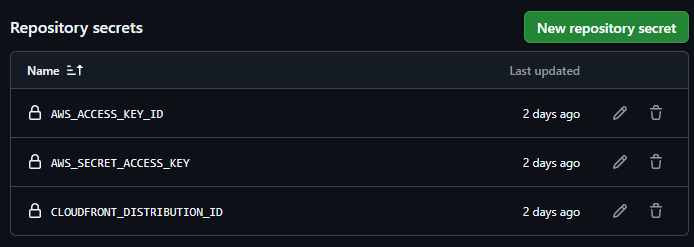 Repository secrets
New repository secret
Name Last updated
AWS_ACCESS_KEY_ID 2 days ago
AWS_SECRET_ACCESS_KEY 2 days ago
CLOUDFRONT_DISTRIBUTION_ID 2 days ago